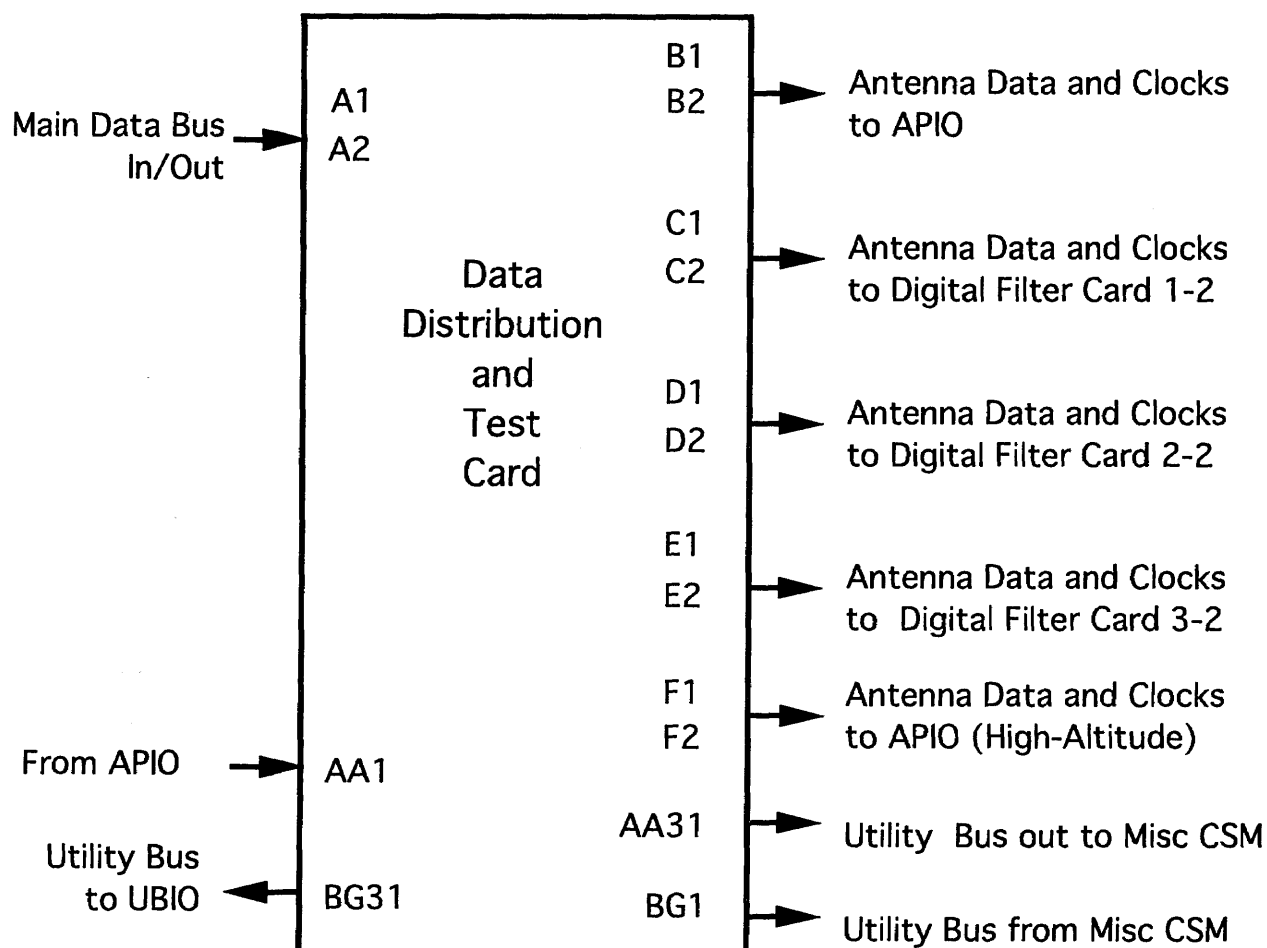 Main Data Bus
In/Out
A1
A2
From APIO
AA1
Utility Bus
to UBIO
BG31
Data
Distribution
and
Test
Card
B1
B2
Antenna Data and Clocks
to APIO
C1
C2
Antenna Data and Clocks
to Digital Filter Card 1-2
D1
D2
Antenna Data and Clocks
to Digital Filter Card 2-2
E1
E2
Antenna Data and Clocks
to Digital Filter Card 3-2
F1
F2
Antenna Data and Clocks
to APIO (High-Altitude)
AA31
Utility Bus out to Misc CSM
BG1
Utility Bus from Misc CSM